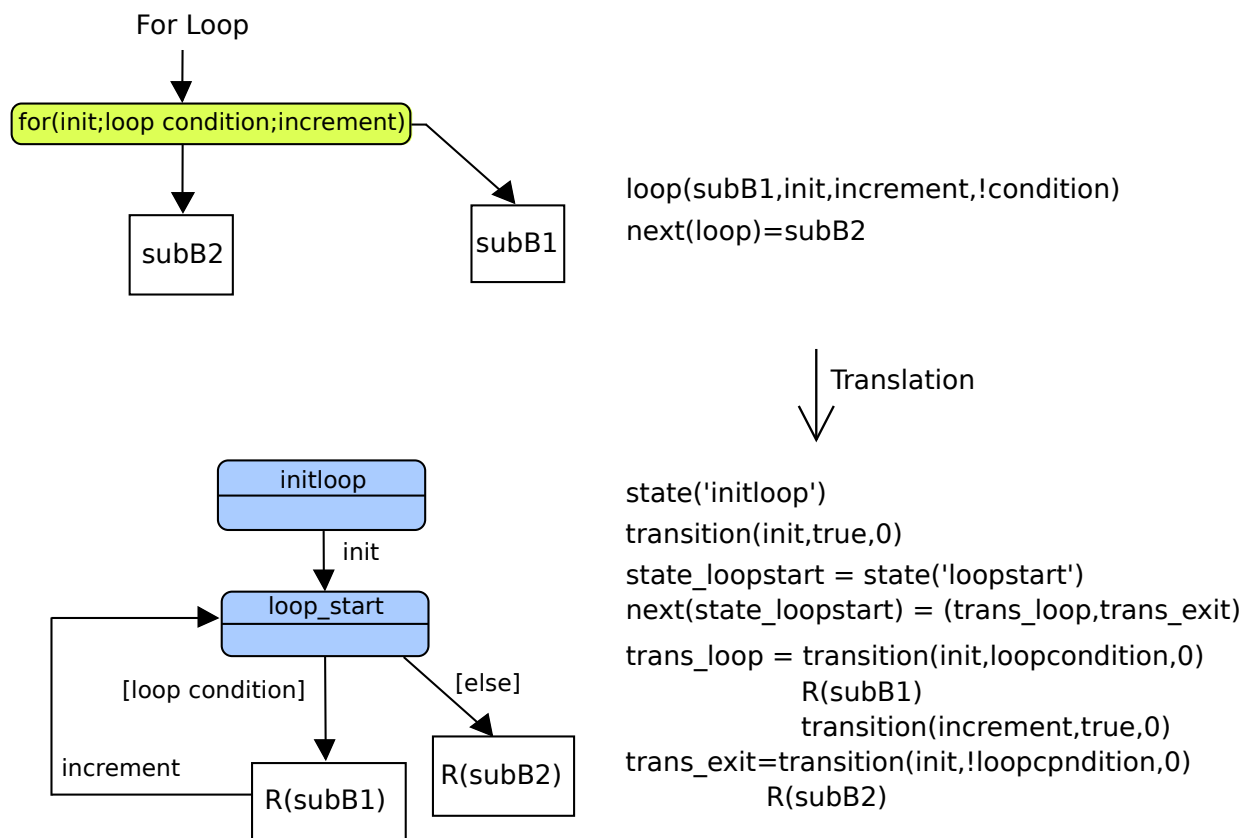 For Loop
for(init;loop condition;increment)
subB2
subB1
loop(subB1,init,increment,!condition)
next(loop)=subB2
Translation
initloop
init
loop_start
[loop condition]
[else]
increment
R(subB1)
R(subB2)
state('initloop')
transition(init,true,0)
state_loopstart = state('loopstart')
next(state_loopstart) = (trans_loop,trans_exit)
trans_loop = transition(init,loopcondition,0)
R(subB1)
transition(increment,true,0)
trans_exit=transition(init,!loopcpndition,0)
R(subB2)